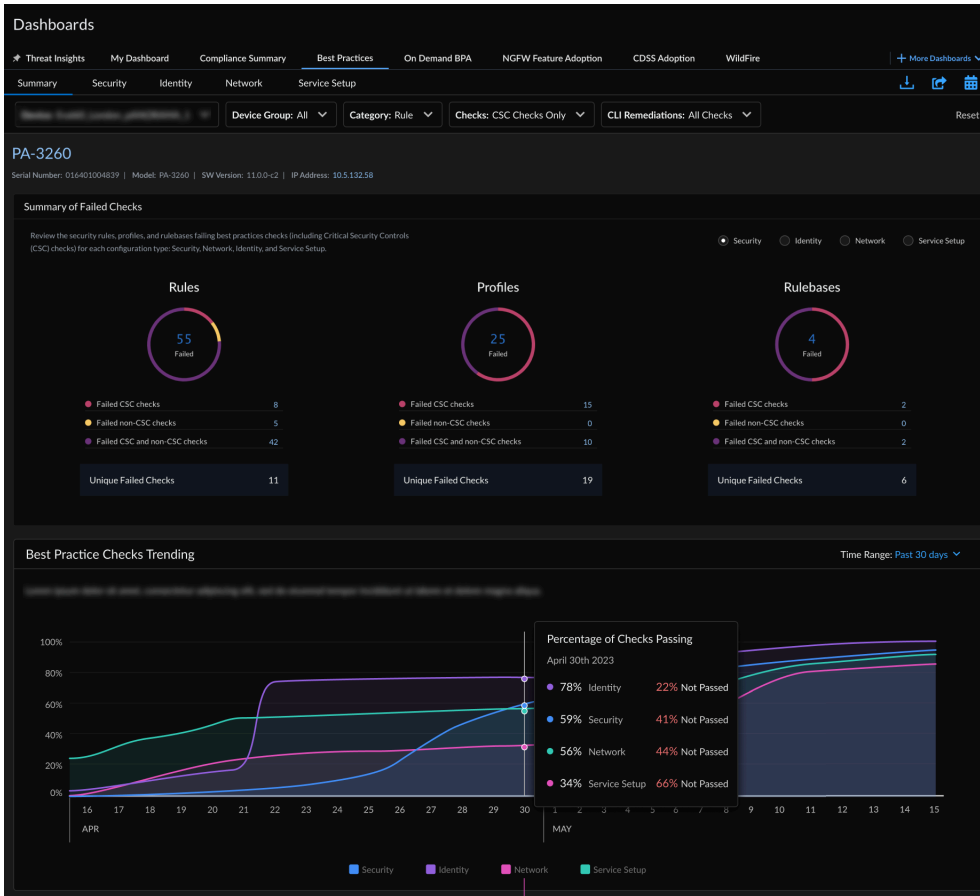 Dashboards
Threat Insights My Dashboard Compliance Summary Best Practices On Demand BPA NGFW Feature Adoption CDSS Adoption WildFire + More Dashboards
Summary Security Identity Network Service Setup
Device Group: All Category: Rule Checks: CSC Checks Only CLI Remediations: All Checks Reset
PA-3260
Serial Number: 016401004839 | Model: PA-3260 | SW Version: 11.0.0-c2 | IP Address: 10.5.132.58
Summary of Failed Checks
Review the security rules, profiles, and rulebases failing best practices checks (including Critical Security Controls
(CSC) checks) for each configuration type: Security, Network, Identity, and Service Setup.
Security Identity Network Service Setup
Rules Profiles Rulebases
55 25 4
Failed Failed Failed
Failed CSC checks 8 Failed CSC checks 15 Failed CSC checks 2
Failed non-CSC checks 5 Failed non-CSC checks 0 Failed non-CSC checks 0
Failed CSC and non-CSC checks 42 Failed CSC and non-CSC checks 10 Failed CSC and non-CSC checks 2
Unique Failed Checks 11 Unique Failed Checks 19 Unique Failed Checks 6
Best Practice Checks Trending Time Range: Past 30 days
Percentage of Checks Passing
April 30th 2023
78% Identity 22% Not Passed
59% Security 41% Not Passed
56% Network 44% Not Passed
34% Service Setup 66% Not Passed
100%
80%
60%
40%
20%
0%
16 17 18 19 20 21 22 23 24 25 26 27 28 29 30 1 2 3 4 5 6 7 8 9 10 11 12 13 14 15
APR MAY
Security Identity Network Service Setup